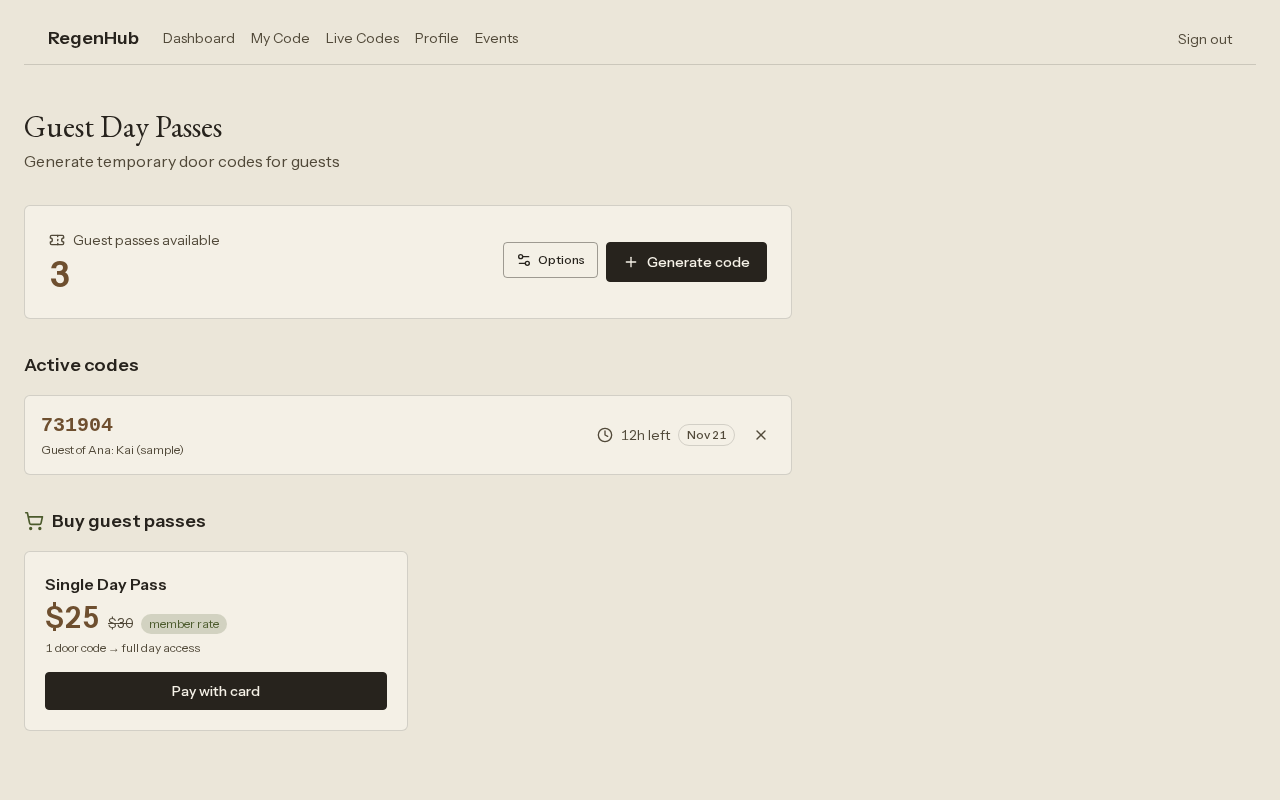 RegenHub Dashboard My Code Live Codes Profile Events Sign out
Guest Day Passes
Generate temporary door codes for guests
Guest passes available
3
Options
Generate code
Active codes
731904
Guest of Ana: Kai (sample)
12h left
Nov 21
Buy guest passes
Single Day Pass
$25 $30 member rate
1 door code → full day access
Pay with card